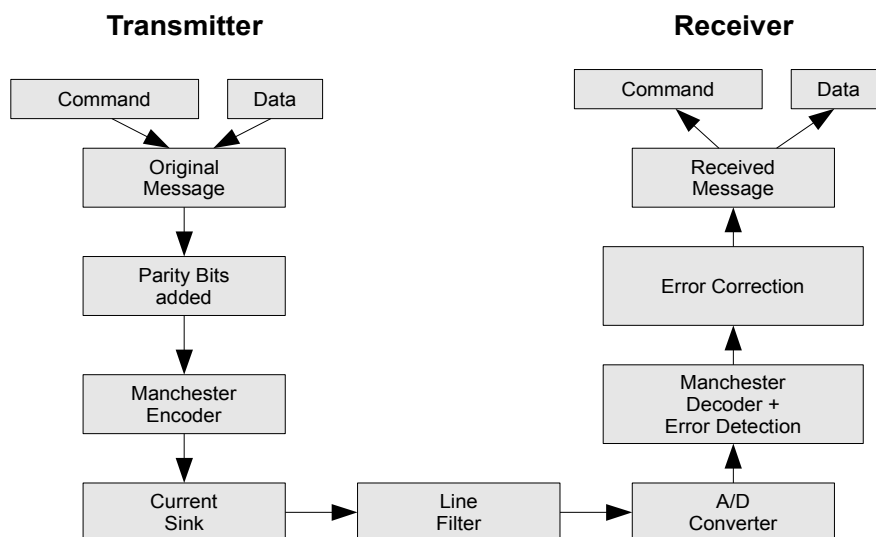 Transmitter
Receiver
Command
Data
Command
Data
Original
Message
Received
Message
Parity Bits
added
Error Correction
Manchester
Encoder
Manchester
Decoder +
Error Detection
Current
Sink
Line
Filter
A/D
Converter